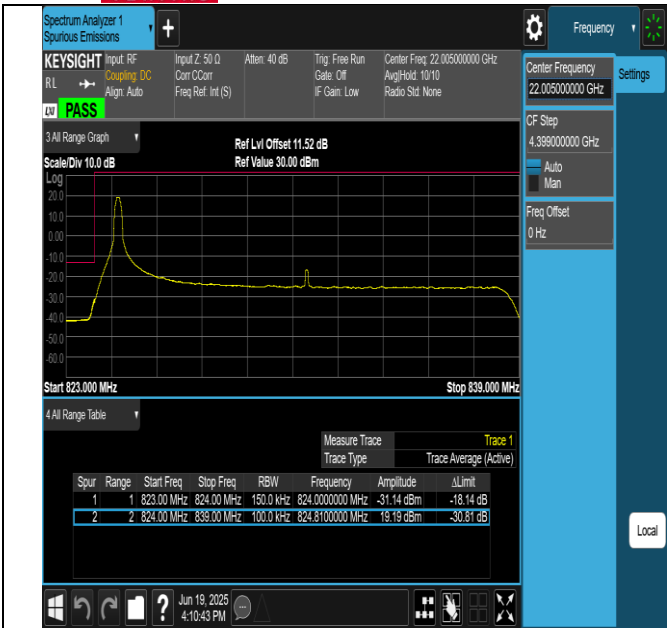 Spectrum Analyzer 1
Spurious Emissions
Frequency
KEYSIGHT Input: RF Input Z: 50 Ω Atten: 40 dB Trig: Free Run Center Freq: 22.005000000 GHz
RL Coupling: DC Corr CCorr Gate: Off Avg|Hold: 10/10
Align: Auto Freq Ref: Int (S) IF Gain: Low Radio Std: None
LXI PASS
Center Frequency
22.005000000 GHz
Settings
CF Step
4.399000000 GHz
Auto
Man
Freq Offset
0 Hz
3 All Range Graph
Ref Lvl Offset 11.52 dB
Scale/Div 10.0 dB Ref Value 30.00 dBm
Log
20.0
10.0
0.00
-10.0
-20.0
-30.0
-40.0
-50.0
-60.0
Start 823.000 MHz Stop 839.000 MHz
4 All Range Table
Measure Trace Trace 1
Trace Type Trace Average (Active)
Spur Range Start Freq Stop Freq RBW Frequency Amplitude ΔLimit
1 1 823.00 MHz 824.00 MHz 150.0 kHz 824.0000000 MHz -31.14 dBm -18.14 dB
2 2 824.00 MHz 839.00 MHz 100.0 kHz 824.8100000 MHz 19.19 dBm -30.81 dB
Local
Jun 19, 2025
4:10:43 PM